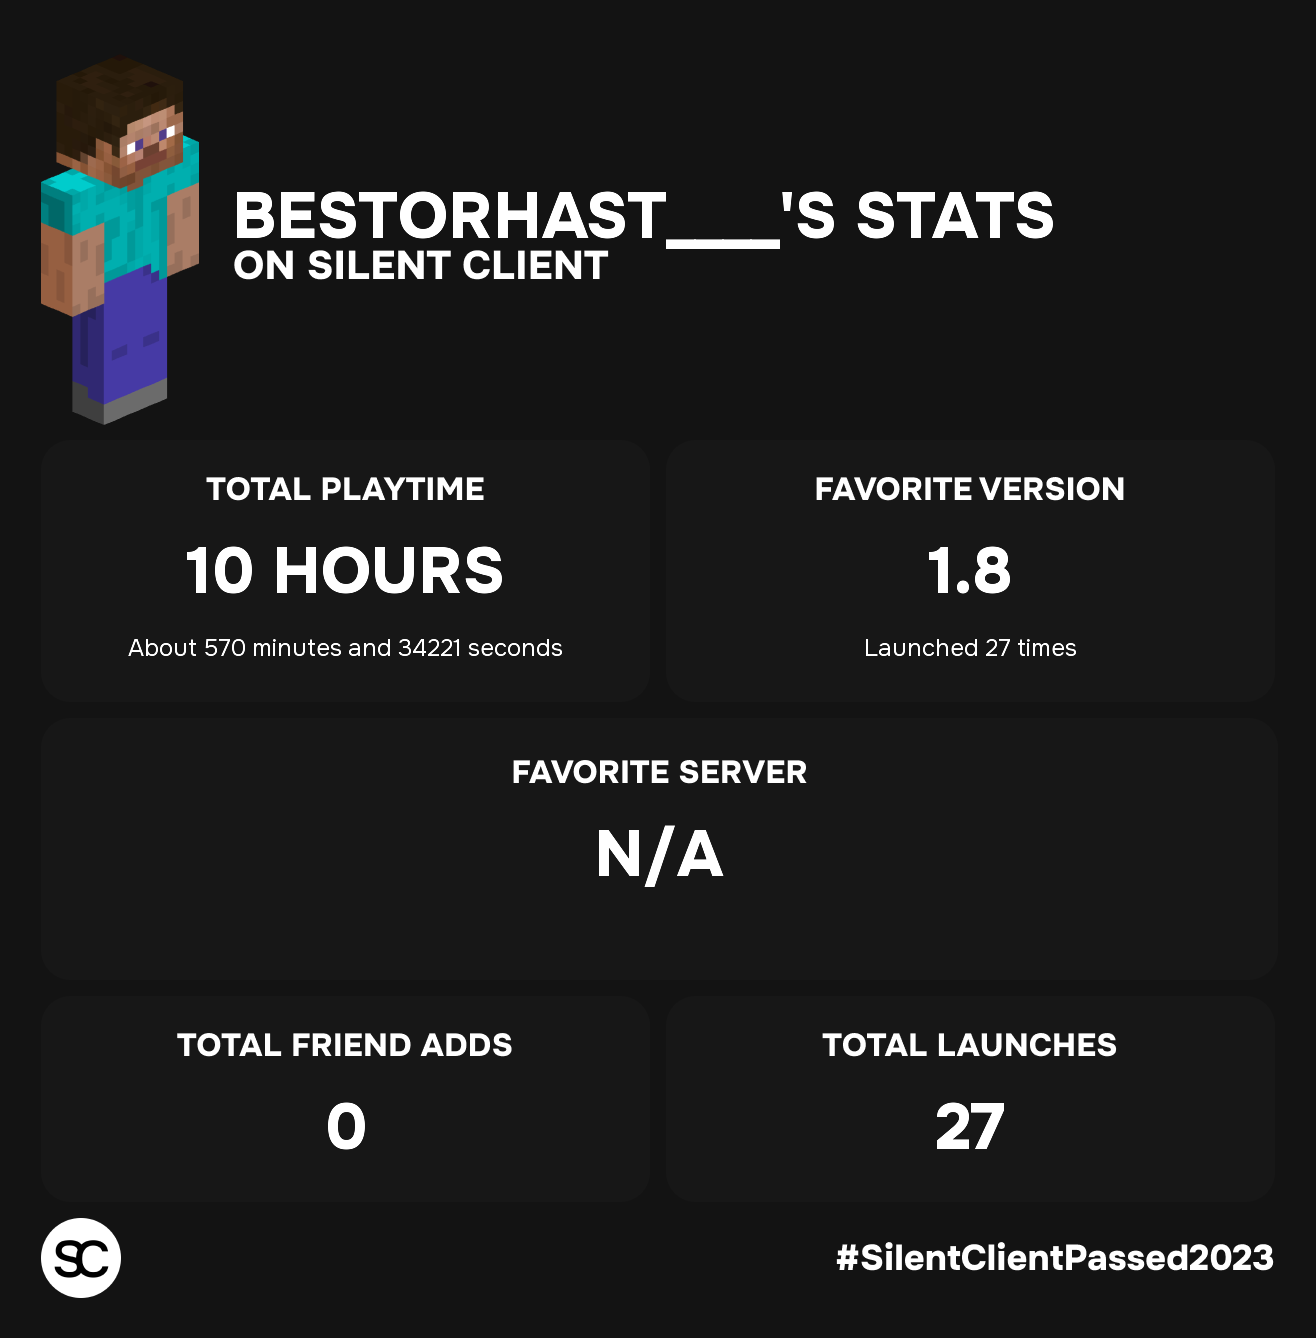 BESTORHAST____'S STATS
ON SILENT CLIENT
TOTAL PLAYTIME
10 HOURS
About 570 minutes and 34221 seconds
FAVORITE VERSION
1.8
Launched 27 times
FAVORITE SERVER
N/A
TOTAL FRIEND ADDS
0
TOTAL LAUNCHES
27
SC
#SilentClientPassed2023